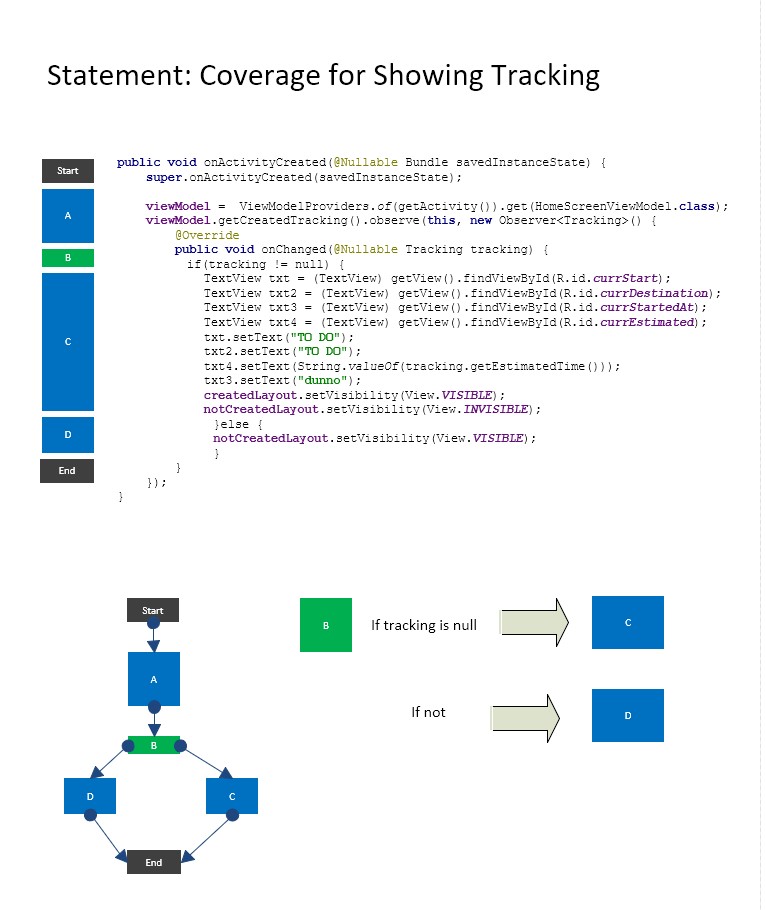 Statement: Coverage for Showing Tracking
Start
public void onActivityCreated(@Nullable Bundle savedInstanceState) {
super.onActivityCreated(savedInstanceState);
A
viewModel =  ViewModelProviders.of(getActivity()).get(HomeScreenViewModel.class);
viewModel.getCreatedTracking().observe(this, new Observer<Tracking>() {
@Override
B
public void onChanged(@Nullable Tracking tracking) {
if(tracking != null) {
C
TextView txt = (TextView) getView().findViewById(R.id.currStart);
TextView txt2 = (TextView) getView().findViewById(R.id.currDestination);
TextView txt3 = (TextView) getView().findViewById(R.id.currStartedAt);
TextView txt4 = (TextView) getView().findViewById(R.id.currEstimated);
txt.setText("TO DO");
txt2.setText("TO DO");
txt4.setText(String.valueOf(tracking.getEstimatedTime()));
txt3.setText("dunno");
createdLayout.setVisibility(View.VISIBLE);
notCreatedLayout.setVisibility(View.INVISIBLE);
D
}else {
notCreatedLayout.setVisibility(View.VISIBLE);
}
End
}
});
}
Start
A
B
D
C
End
B If tracking is null C
If not D